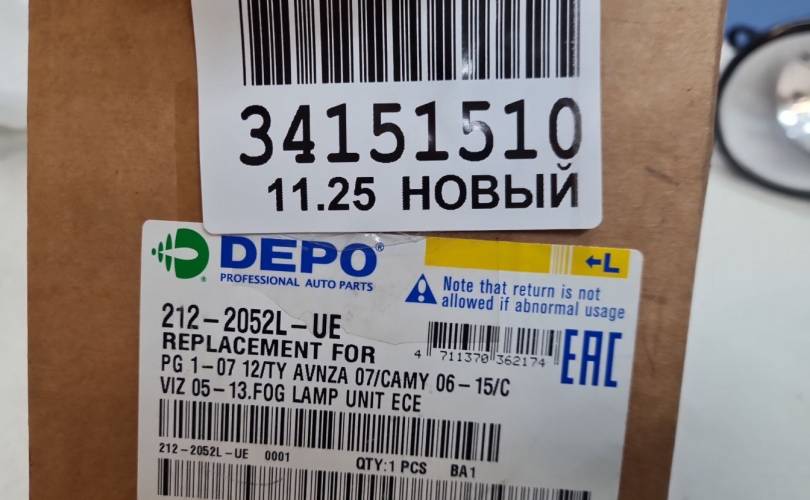 34151510
11.25 НОВЫЙ
DEPO®
PROFESSIONAL AUTO PARTS
←L
Note that return is not
allowed if abnormal usage
212-2052L-UE
REPLACEMENT FOR
4 711370 362174
EAC
PG 1-07 12/TY AVNZA 07/CAMY 06-15/C
VIZ 05-13.FOG LAMP UNIT ECE
212-2052L-UE 0001 QTY:1 PCS BA1